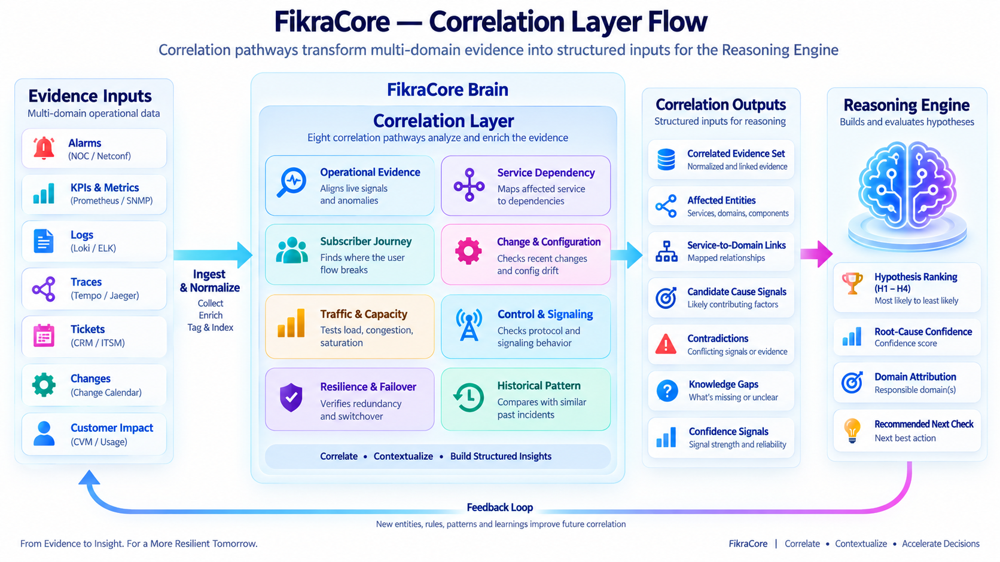 FikraCore — Correlation Layer Flow
Correlation pathways transform multi-domain evidence into structured inputs for the Reasoning Engine
Evidence Inputs
Multi-domain operational data
Alarms
(NOC / Netconf)
KPIs & Metrics
(Prometheus / SNMP)
Logs
(Loki / ELK)
Traces
(Tempo / Jaeger)
Tickets
(CRM / ITSM)
Changes
(Change Calendar)
Customer Impact
(CVM / Usage)
Ingest
& Normalize
Collect
Enrich
Tag & Index
FikraCore Brain
Correlation Layer
Eight correlation pathways analyze and enrich the evidence
Operational Evidence
Aligns live signals
and anomalies
Service Dependency
Maps affected service
to dependencies
Subscriber Journey
Finds where the user
flow breaks
Change & Configuration
Checks recent changes
and config drift
Traffic & Capacity
Tests load, congestion,
saturation
Control & Signaling
Checks protocol and
signaling behavior
Resilience & Failover
Verifies redundancy
and switchover
Historical Pattern
Compares with similar
past incidents
Correlate • Contextualize • Build Structured Insights
Correlation Outputs
Structured inputs for reasoning
Correlated Evidence Set
Normalized and linked evidence
Affected Entities
Services, domains, components
Service-to-Domain Links
Mapped relationships
Candidate Cause Signals
Likely contributing factors
Contradictions
Conflicting signals or evidence
Knowledge Gaps
What's missing or unclear
Confidence Signals
Signal strength and reliability
Reasoning Engine
Builds and evaluates hypotheses
Hypothesis Ranking
(H1 – H4)
Most likely to least likely
Root-Cause Confidence
Confidence score
Domain Attribution
Responsible domain(s)
Recommended Next Check
Next best action
Feedback Loop
New entities, rules, patterns and learnings improve future correlation
From Evidence to Insight. For a More Resilient Tomorrow.
FikraCore | Correlate • Contextualize • Accelerate Decisions